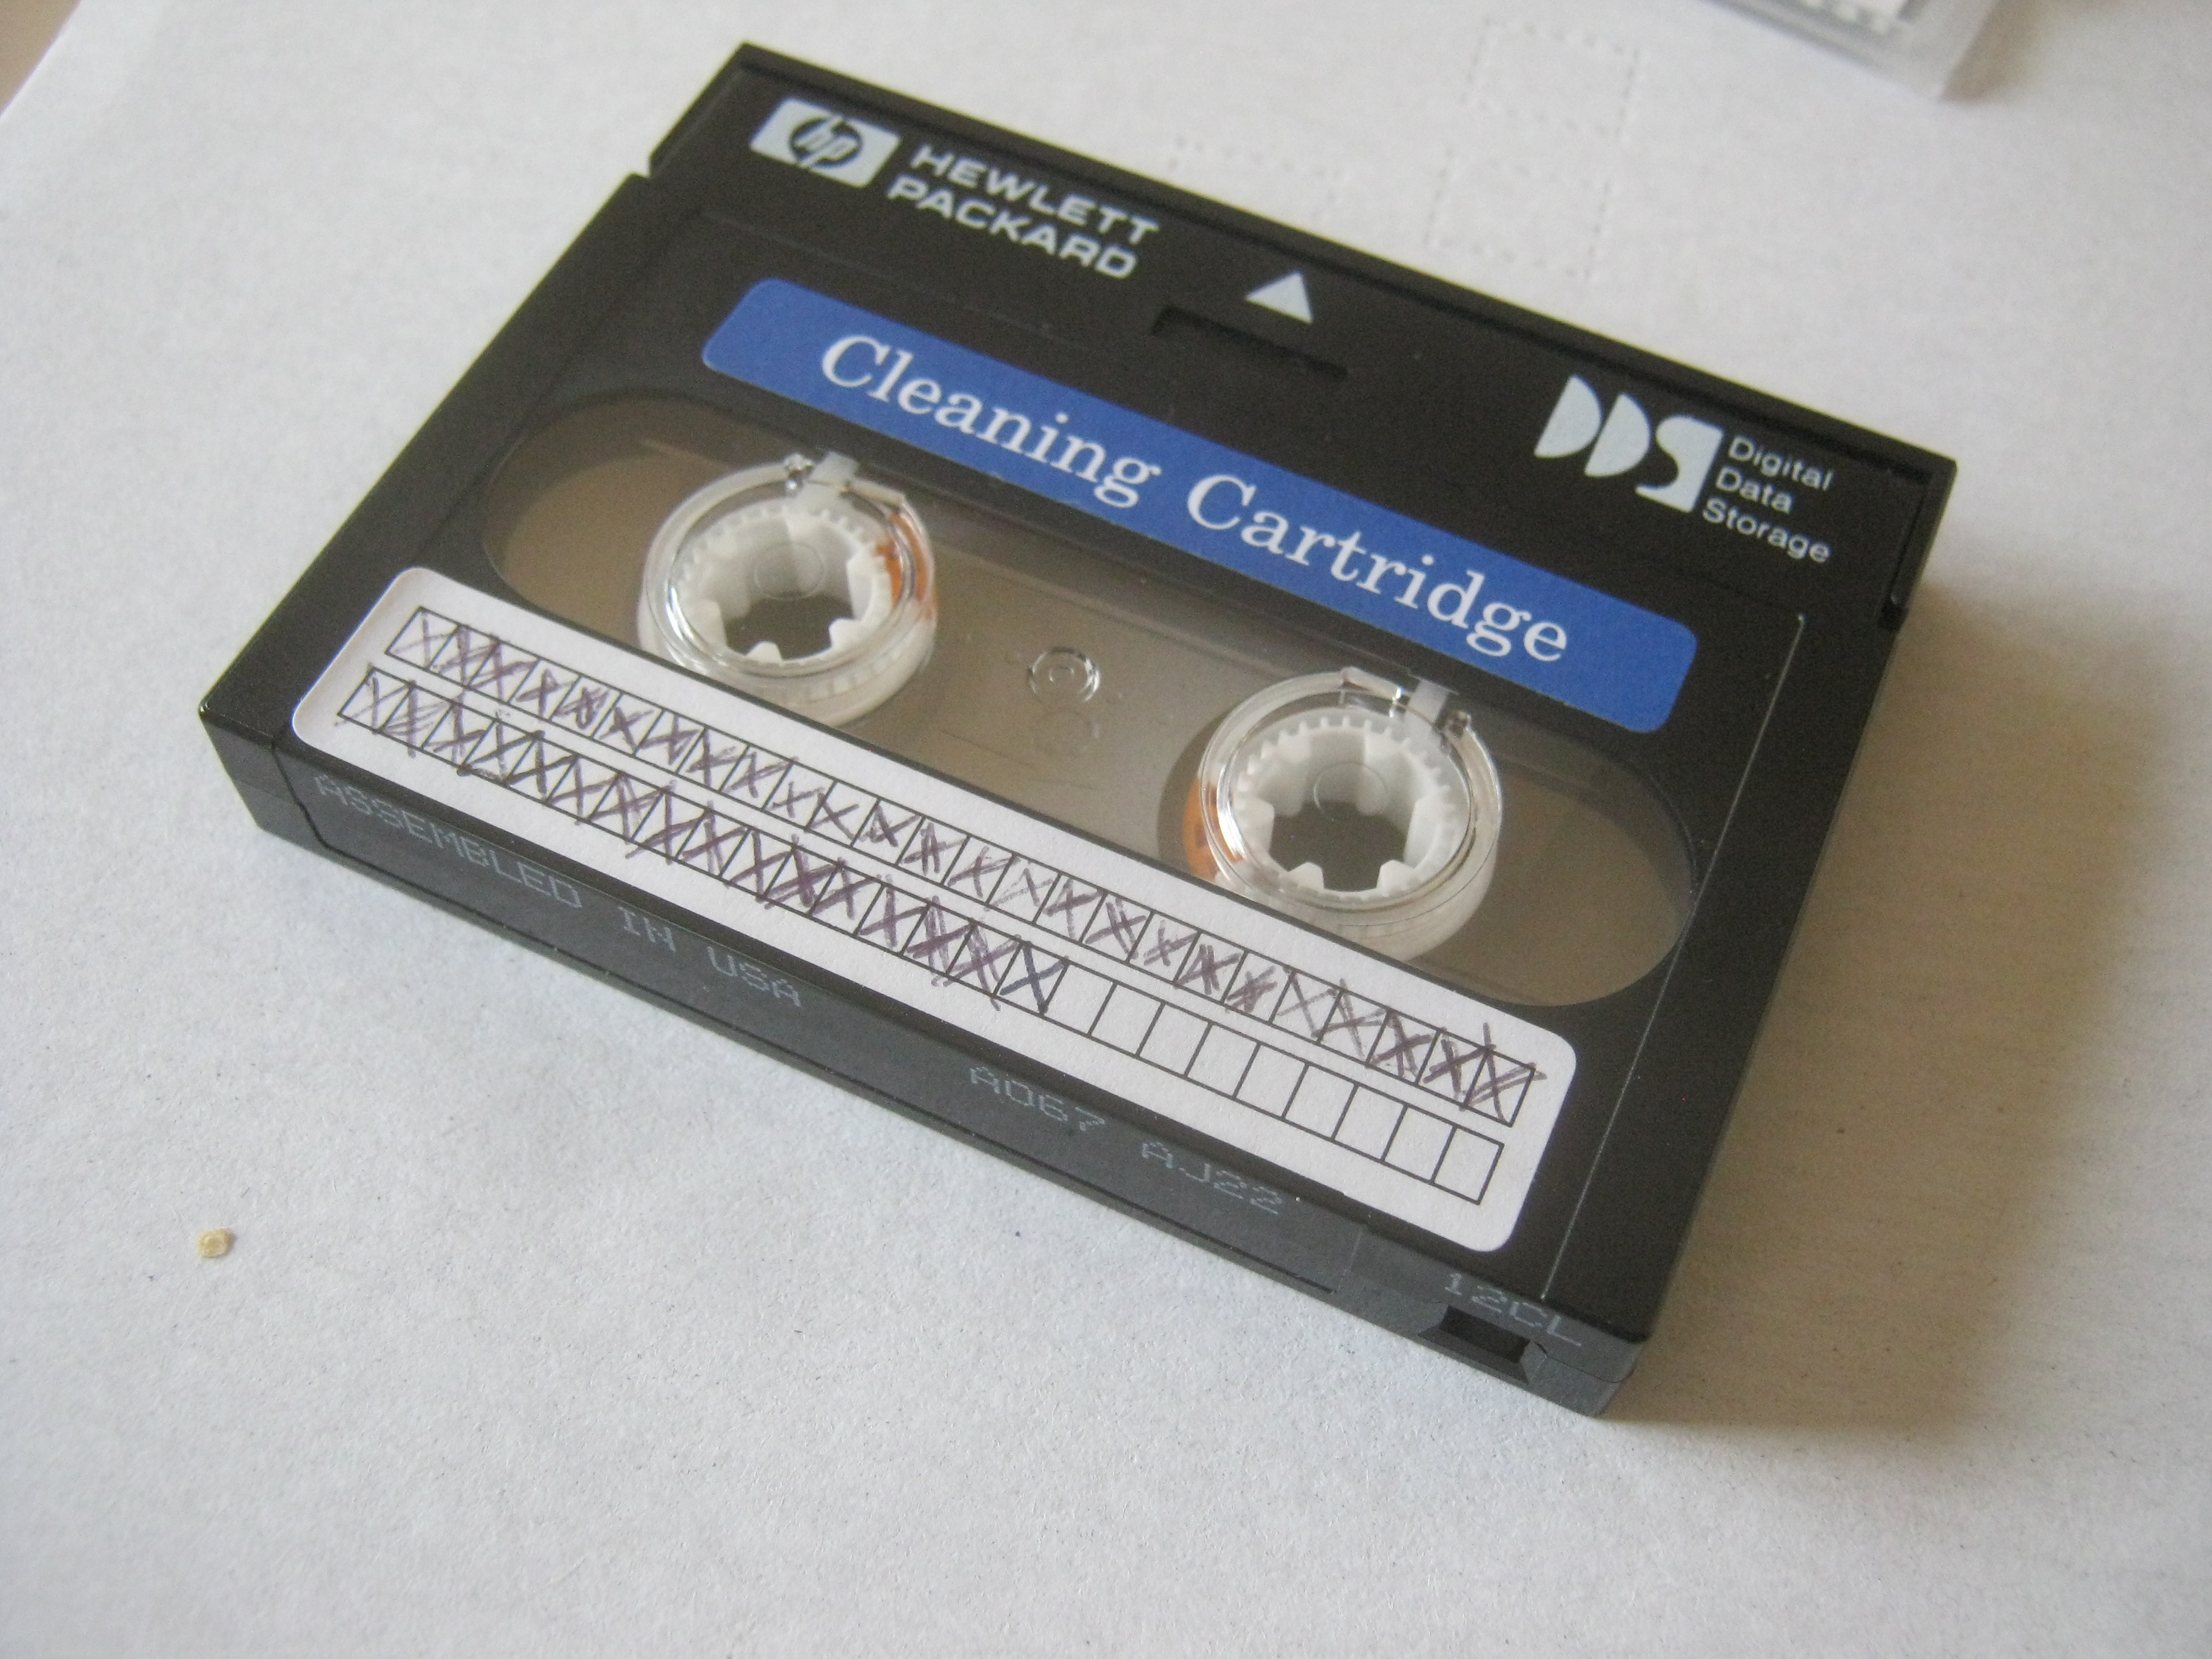 hp HEWLETT
PACKARD
Cleaning Cartridge
DDS Digital
Data
Storage
ASSEMBLED IN USA A067 AJ22 12CL